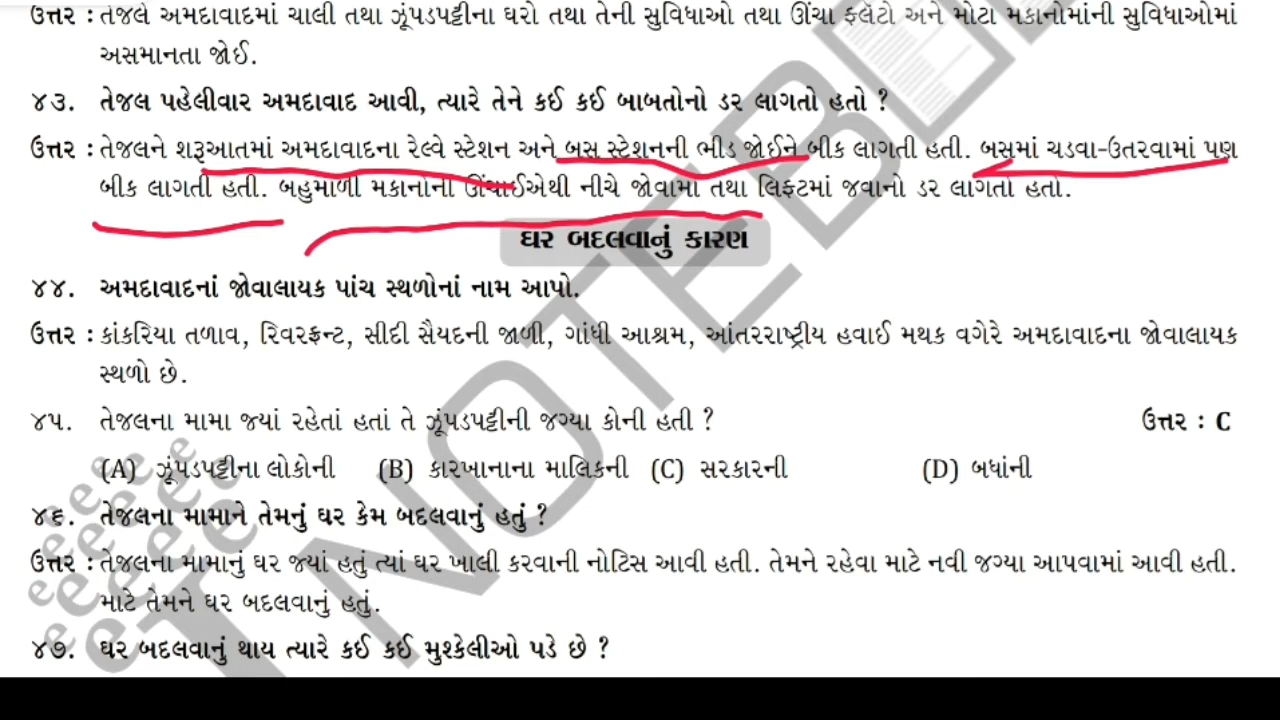 ઉત્તર : તેજલે અમદાવાદમાં ચાલી તથા ઝૂંપડપટ્ટીના ઘરો તથા તેની સુવિધાઓ તથા ઊંચા ફ્લૅટો અને મોટા મકાનોમાંની સુવિધાઓમાં
અસમાનતા જોઈ.
૪૩. તેજલ પહેલીવાર અમદાવાદ આવી, ત્યારે તેને કઈ કઈ બાબતોનો ડર લાગતો હતો ?
ઉત્તર : તેજલને શરૂઆતમાં અમદાવાદના રેલ્વે સ્ટેશન અને બસ સ્ટેશનની ભીડ જોઈને બીક લાગતી હતી. બસમાં ચડવા-ઉતરવામાં પણ
બીક લાગતી હતી. બહુમાળી મકાનોની ઊંચાઈએથી નીચે જોવામાં તથા લિફ્ટમાં જવાનો ડર લાગતો હતો.
ઘર બદલવાનું કારણ
૪૪. અમદાવાદનાં જોવાલાયક પાંચ સ્થળોનાં નામ આપો.
ઉત્તર : કાંકરિયા તળાવ, રિવરફ્રન્ટ, સીદી સૈયદની જાળી, ગાંધી આશ્રમ, આંતરરાષ્ટ્રીય હવાઈ મથક વગેરે અમદાવાદના જોવાલાયક
સ્થળો છે.
૪૫. તેજલના મામા જ્યાં રહેતાં હતાં તે ઝૂંપડપટ્ટીની જગ્યા કોની હતી ? ઉત્તર : C
(A) ઝૂંપડપટ્ટીના લોકોની (B) કારખાનાના માલિકની (C) સરકારની (D) બધાંની
૪૬. તેજલના મામાને તેમનું ઘર કેમ બદલવાનું હતું ?
ઉત્તર : તેજલના મામાનું ઘર જ્યાં હતું ત્યાં ઘર ખાલી કરવાની નોટિસ આવી હતી. તેમને રહેવા માટે નવી જગ્યા આપવામાં આવી હતી.
માટે તેમને ઘર બદલવાનું હતું.
૪૭. ઘર બદલવાનું થાય ત્યારે કઈ કઈ મુશ્કેલીઓ પડે છે ?
NOTEB